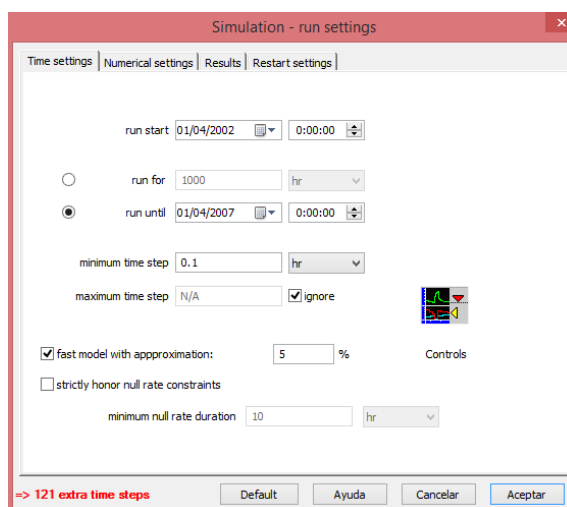 Simulation - run settings
Time settings Numerical settings Results Restart settings
run start 01/04/2002 0:00:00
run for 1000 hr
run until 01/04/2007 0:00:00
minimum time step 0.1 hr
maximum time step N/A ignore
fast model with appproximation: 5 % Controls
strictly honor null rate constraints
minimum null rate duration 10 hr
=> 121 extra time steps Default Ayuda Cancelar Aceptar